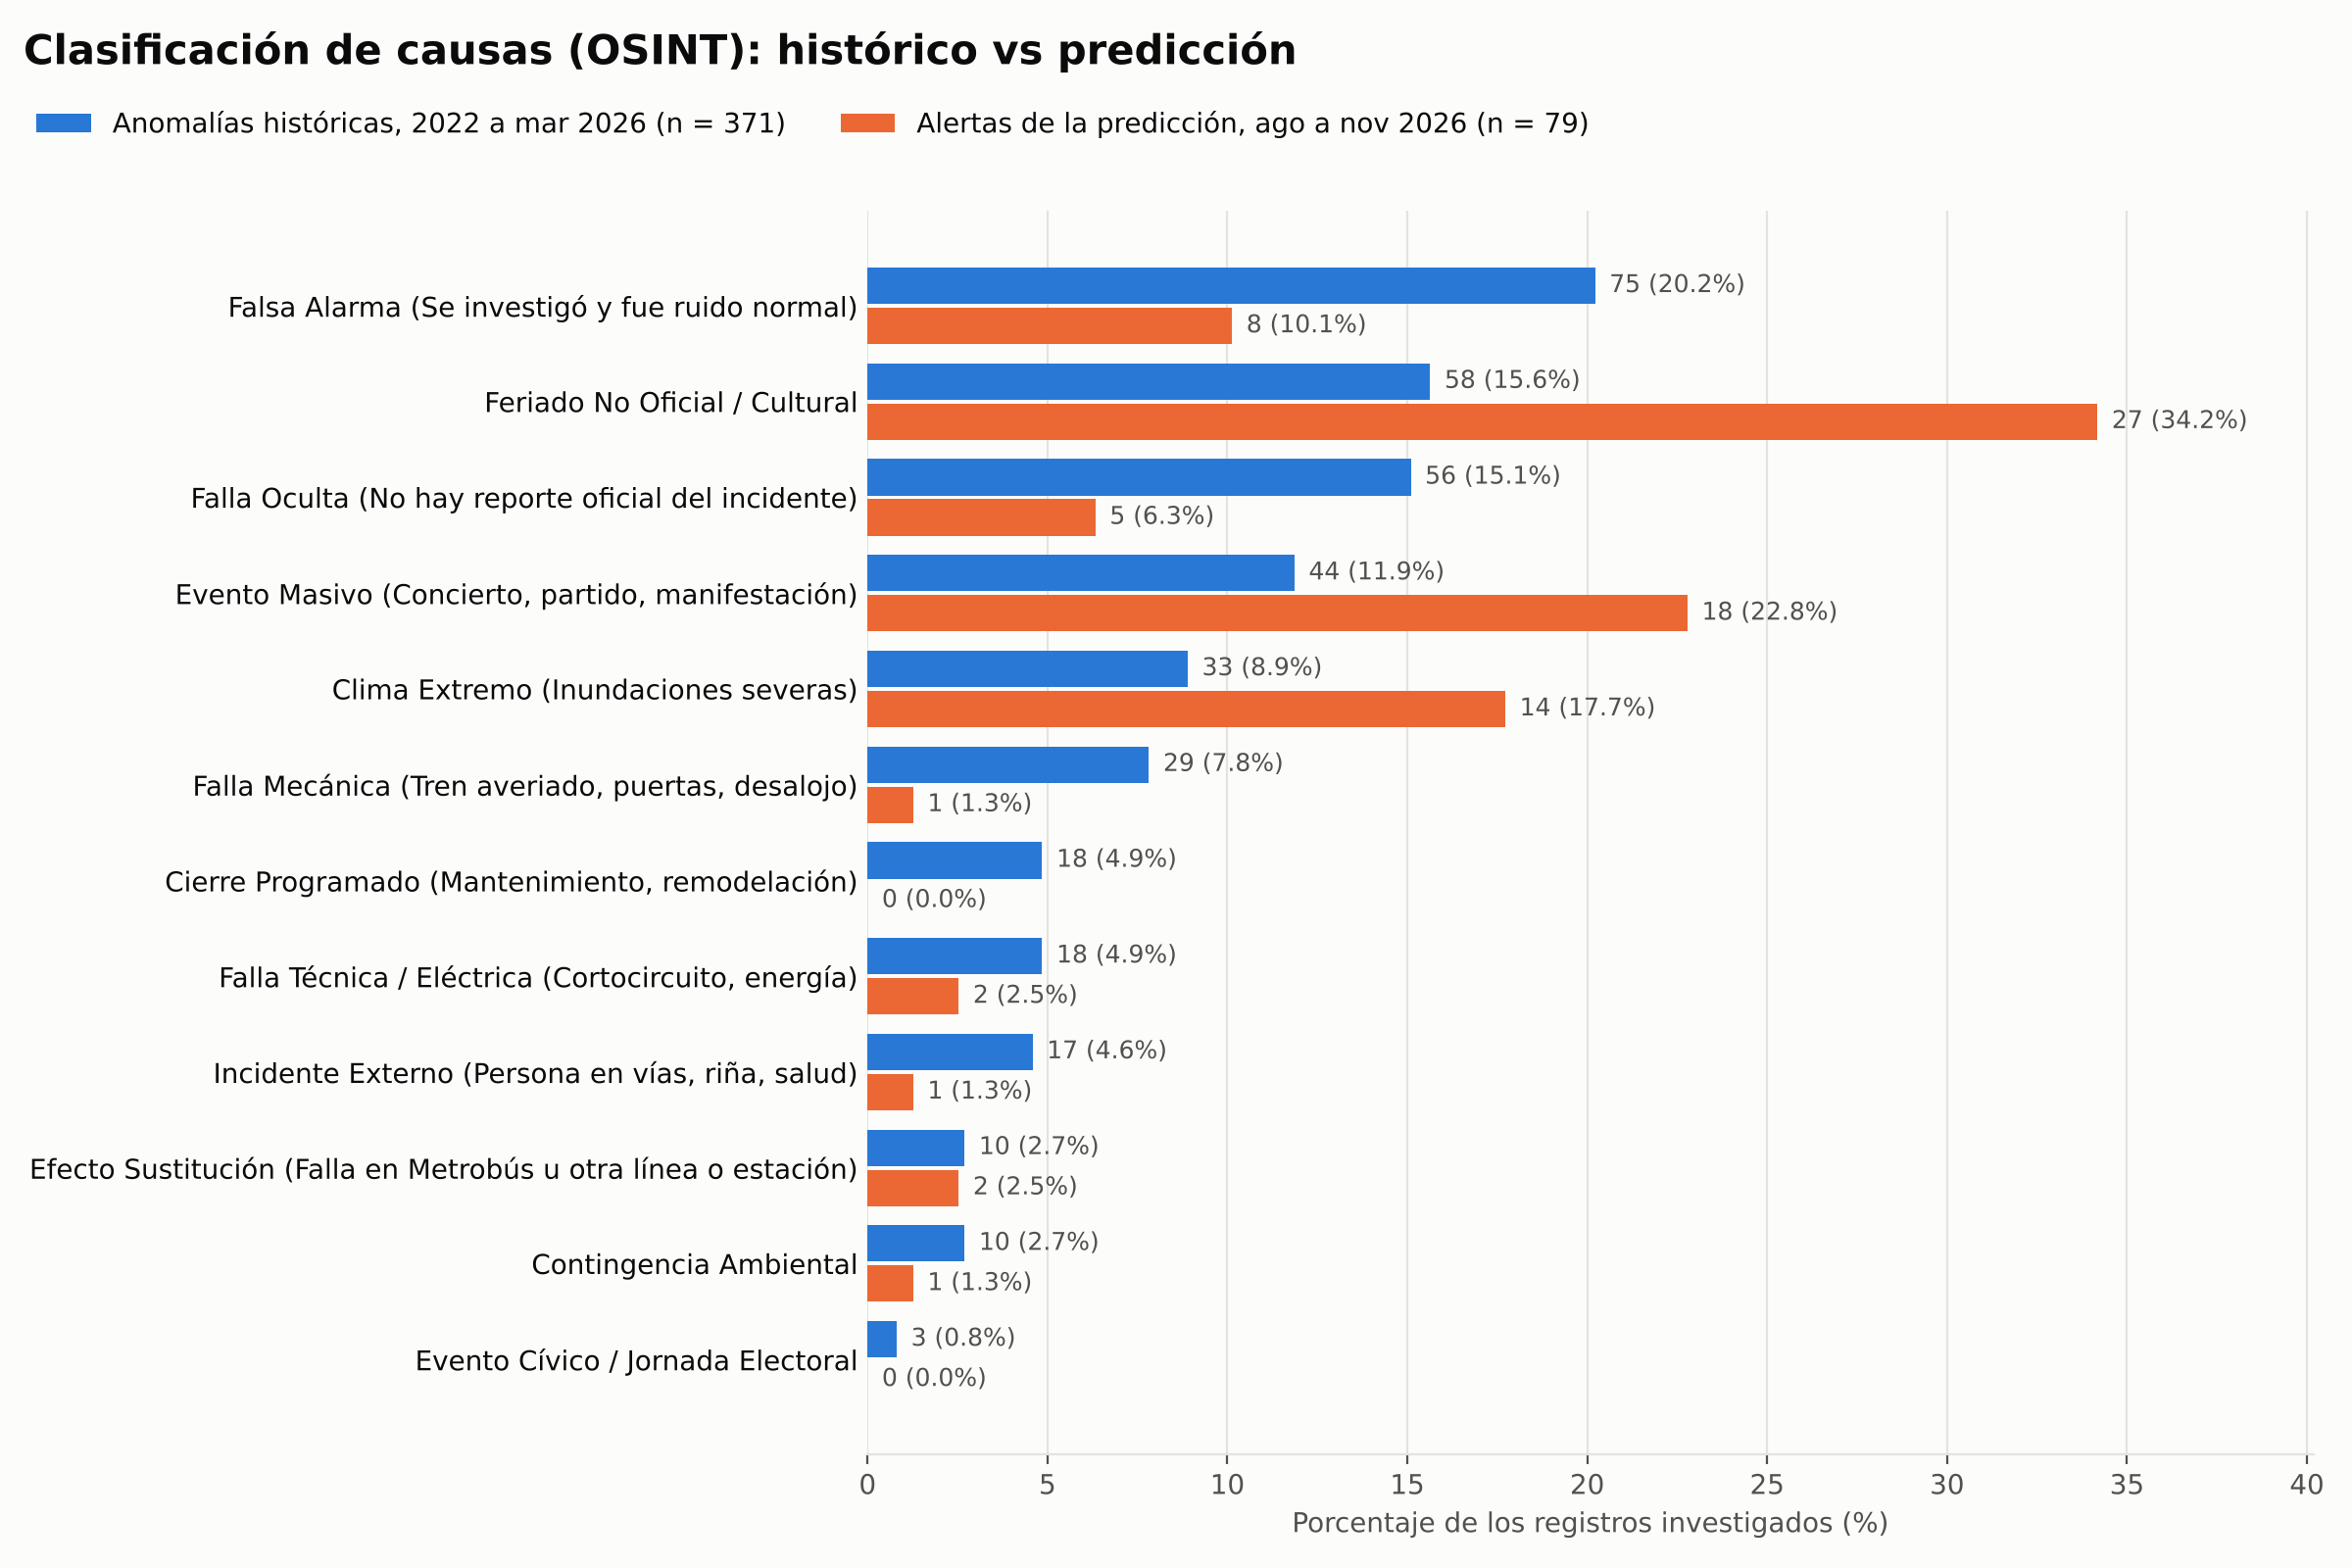 Clasificación de causas (OSINT): histórico vs predicción
Anomalías históricas, 2022 a mar 2026 (n = 371)
Alertas de la predicción, ago a nov 2026 (n = 79)
Falsa Alarma (Se investigó y fue ruido normal)
75 (20.2%)
8 (10.1%)
Feriado No Oficial / Cultural
58 (15.6%)
27 (34.2%)
Falla Oculta (No hay reporte oficial del incidente)
56 (15.1%)
5 (6.3%)
Evento Masivo (Concierto, partido, manifestación)
44 (11.9%)
18 (22.8%)
Clima Extremo (Inundaciones severas)
33 (8.9%)
14 (17.7%)
Falla Mecánica (Tren averiado, puertas, desalojo)
29 (7.8%)
1 (1.3%)
Cierre Programado (Mantenimiento, remodelación)
18 (4.9%)
0 (0.0%)
Falla Técnica / Eléctrica (Cortocircuito, energía)
18 (4.9%)
2 (2.5%)
Incidente Externo (Persona en vías, riña, salud)
17 (4.6%)
1 (1.3%)
Efecto Sustitución (Falla en Metrobús u otra línea o estación)
10 (2.7%)
2 (2.5%)
Contingencia Ambiental
10 (2.7%)
1 (1.3%)
Evento Cívico / Jornada Electoral
3 (0.8%)
0 (0.0%)
0 5 10 15 20 25 30 35 40
Porcentaje de los registros investigados (%)